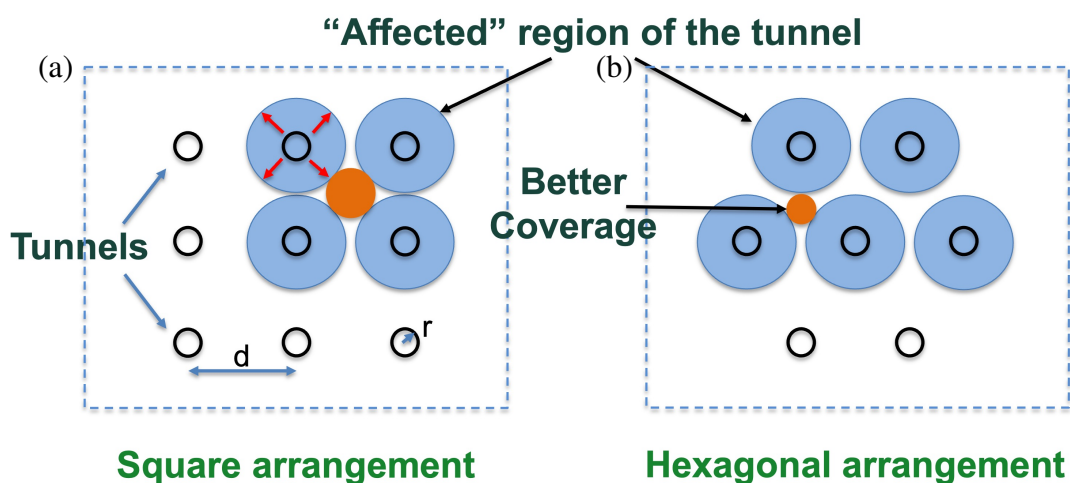 “Affected” region of the tunnel
(a)
(b)
Better
Coverage
Tunnels
r
d
Square arrangement
Hexagonal arrangement